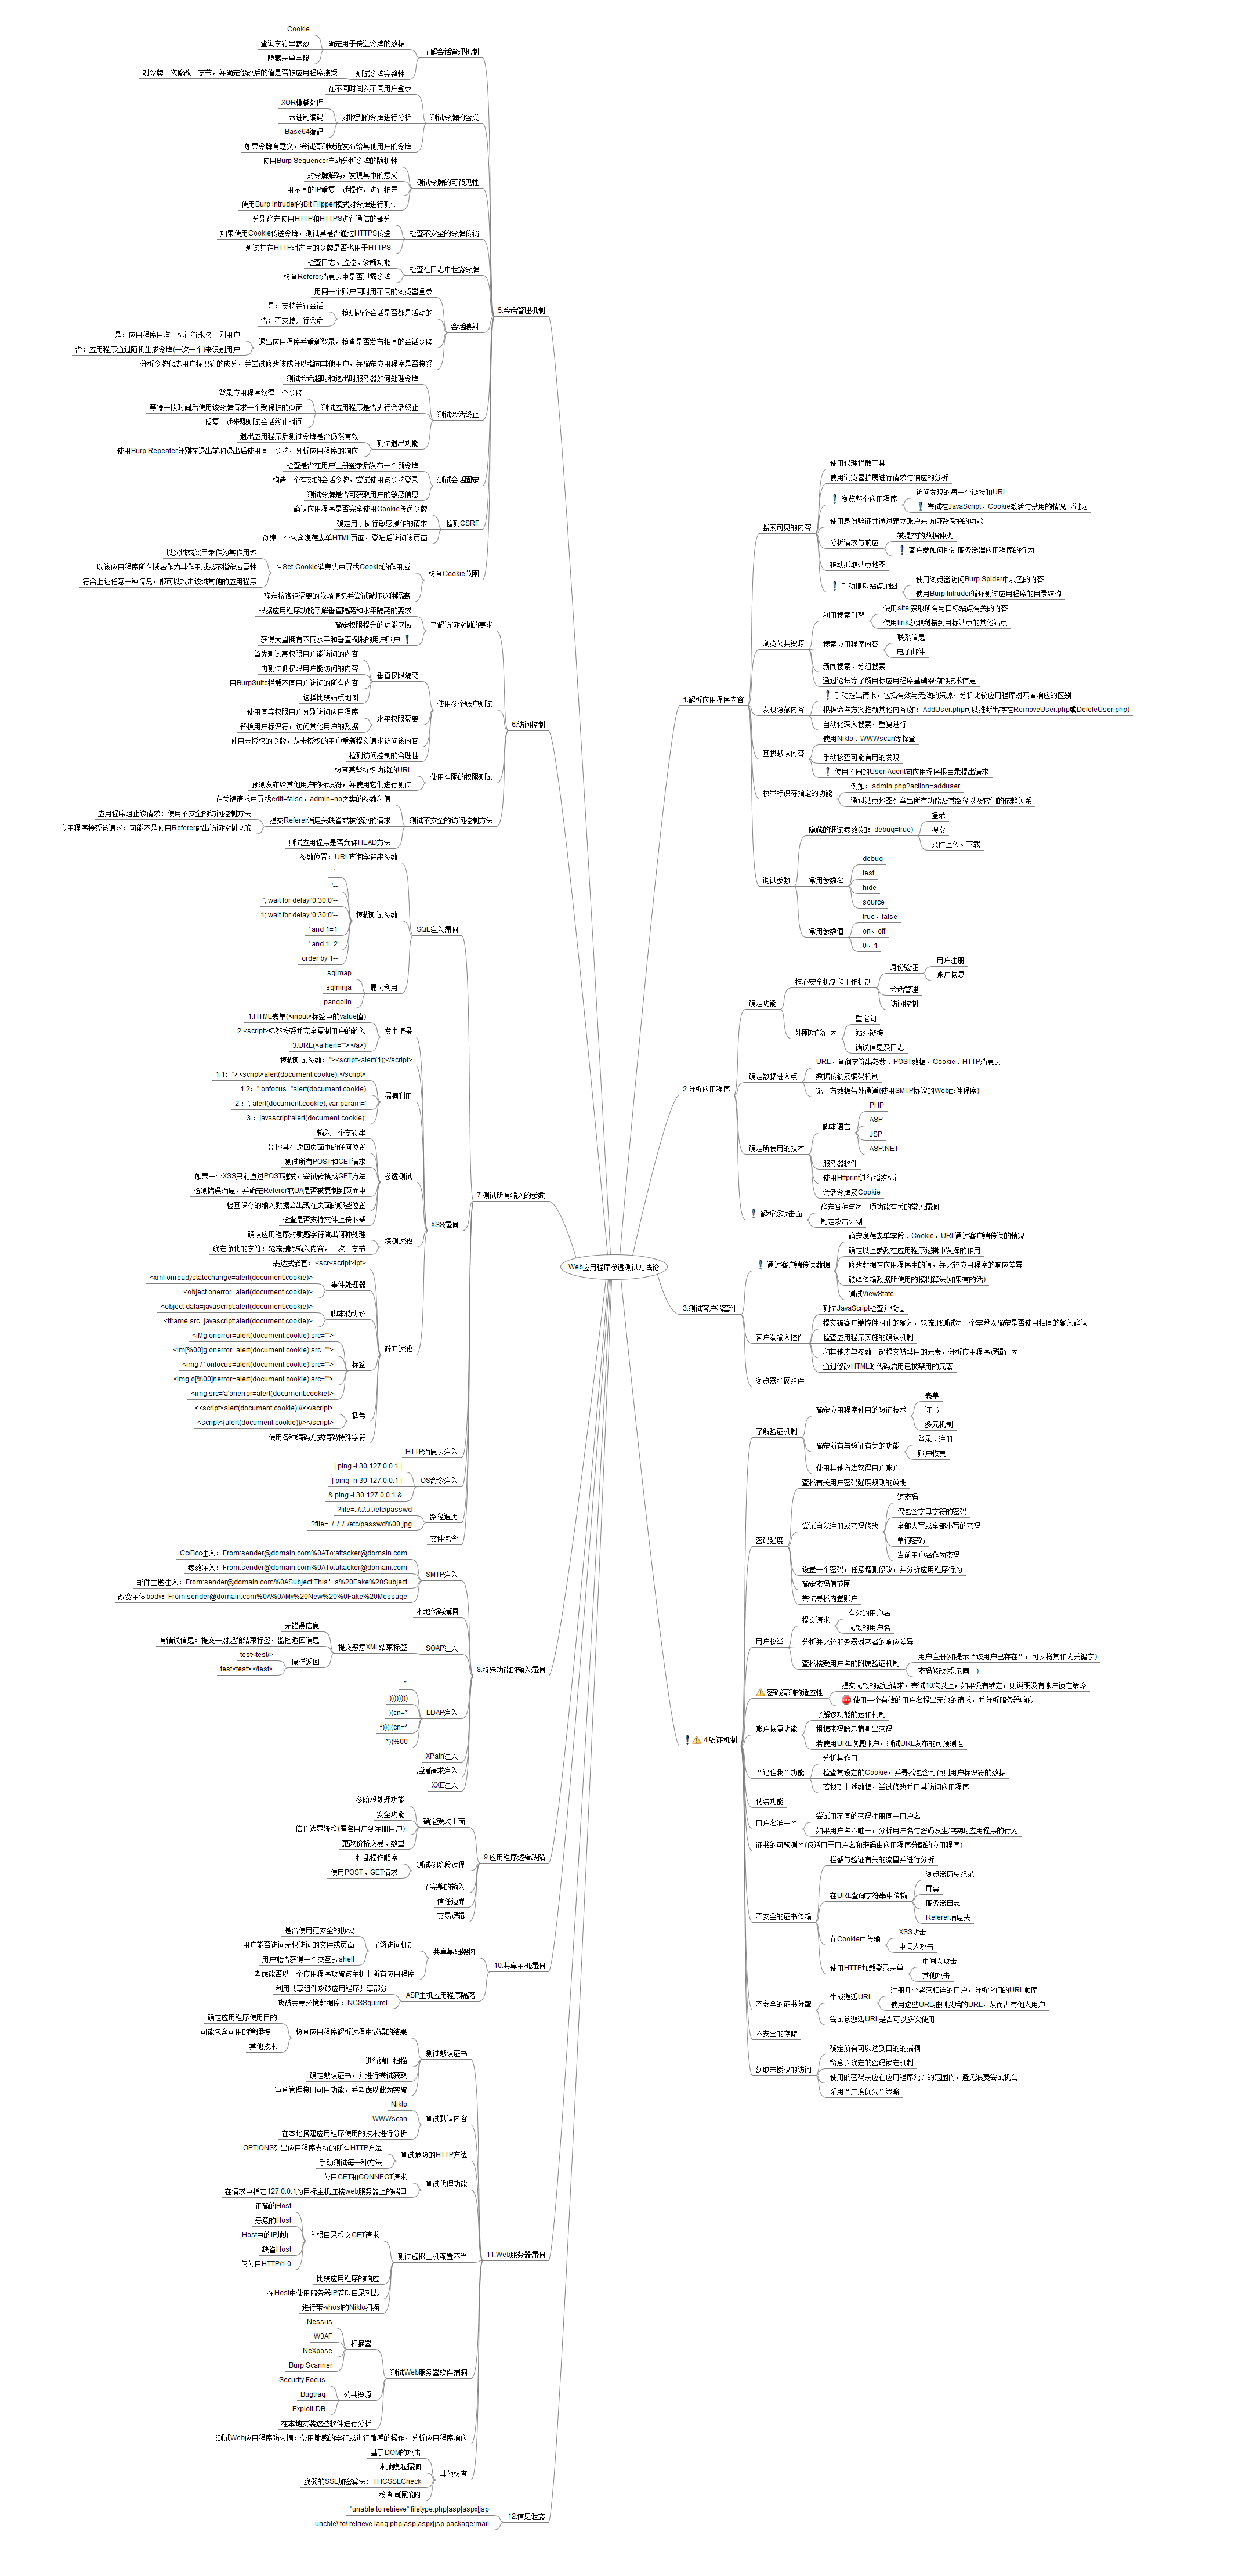 Web应用程序渗透测试方法论
1.解析应用程序内容
搜索可见的内容
使用代理拦截工具
使用浏览器扩展进行请求与响应的分析
浏览整个应用程序
访问发现的每一个链接和URL
尝试在JavaScript、Cookie激活与禁用的情况下浏览
使用身份验证并通过建立账户来访问受保护的功能
分析请求与响应
被提交的数据种类
客户端如何控制服务器端应用程序的行为
被动抓取站点地图
手动抓取站点地图
使用浏览器访问Burp Spider中灰色的内容
使用Burp Intruder循环测试应用程序的目录结构
浏览公共资源
利用搜索引擎
使用site:获取所有与目标站点有关的内容
使用link:获取链接到目标站点的其他站点
搜索应用程序内容
联系信息
电子邮件
新闻搜索、分组搜索
通过论坛等了解目标应用程序基础架构的技术信息
发现隐藏内容
手动提出请求，包括有效与无效的资源，分析比较应用程序对两者响应的区别
根据命名方案推断其他内容(如：AddUser.php可以推断出存在RemoveUser.php或DeleteUser.php)
自动化深入搜索，重复进行
查找默认内容
使用Nikto、WWWscan等探查
手动核查可能有用的发现
使用不同的User-Agent向应用程序根目录提出请求
枚举标识符指定的功能
例如：admin.php?action=adduser
通过站点地图列举出所有功能及其路径以及它们的依赖关系
调试参数
隐藏的调试参数(如：debug=true)
登录
搜索
文件上传、下载
常用参数名
debug
test
hide
source
常用参数值
true、false
on、off
0、1
2.分析应用程序
确定功能
核心安全机制和工作机制
身份验证
用户注册
账户恢复
会话管理
访问控制
外围功能行为
重定向
站外链接
错误信息及日志
确定数据进入点
URL、查询字符串参数、POST数据、Cookie、HTTP消息头
数据传输及编码机制
第三方数据带外通道(使用SMTP协议的Web邮件程序)
确定所使用的技术
脚本语言
PHP
ASP
JSP
ASP.NET
服务器软件
使用Httprint进行指纹标识
会话令牌及Cookie
解析受攻击面
确定各种与每一项功能有关的常见漏洞
制定攻击计划
3.测试客户端套件
通过客户端传送数据
确定隐藏表单字段、Cookie、URL通过客户端传送的情况
确定以上参数在应用程序逻辑中发挥的作用
修改数据在应用程序中的值，并比较应用程序的响应差异
破译传输数据所使用的模糊算法(如果有的话)
测试ViewState
客户端输入控件
测试JavaScript检查并绕过
提交被客户端控件阻止的输入，轮流地测试每一个字段以确定是否使用相同的输入确认
检查应用程序实施的确认机制
和其他表单参数一起提交被禁用的元素，分析应用程序逻辑行为
通过修改HTML源代码启用已被禁用的元素
浏览器扩展组件
4.验证机制
了解验证机制
确定应用程序使用的验证技术
表单
证书
多元机制
确定所有与验证有关的功能
登录、注册
账户恢复
使用其他方法获得用户账户
密码强度
查找有关用户密码强度规则的说明
尝试自我注册或密码修改
短密码
仅包含字母字符的密码
全部大写或全部小写的密码
单词密码
当前用户名作为密码
设置一个密码，任意增删修改，并分析应用程序行为
确定密码值范围
尝试寻找内置账户
用户枚举
提交请求
有效的用户名
无效的用户名
分析并比较服务器对两者的响应差异
查找接受用户名的附属验证机制
用户注册(如提示“该用户已存在”，可以将其作为关键字)
密码修改(提示同上)
密码猜测的适应性
提交无效的验证请求，尝试10次以上，如果没有锁定，则说明没有账户锁定策略
使用一个有效的用户名提出无效的请求，并分析服务器响应
账户恢复功能
了解该功能的运作机制
根据密码暗示猜测出密码
若使用URL恢复账户，测试URL发布的可预测性
“记住我”功能
分析其作用
检查其设定的Cookie，并寻找包含可预测用户标识符的数据
若找到上述数据，尝试修改并用其访问应用程序
伪装功能
用户名唯一性
尝试用不同的密码注册同一用户名
如果用户名不唯一，分析用户名与密码发生冲突时应用程序的行为
证书的可预测性(仅适用于用户名和密码由应用程序分配的应用程序)
不安全的证书传输
拦截与验证有关的流量并进行分析
在URL查询字符串中传输
浏览器历史纪录
屏幕
服务器日志
Referer消息头
在Cookie中传输
XSS攻击
中间人攻击
使用HTTP加载登录表单
中间人攻击
其他攻击
不安全的证书分配
生成激活URL
注册几个紧密相连的用户，分析它们的URL顺序
使用这些URL推测以后的URL，从而占有他人用户
尝试该激活URL是否可以多次使用
不安全的存储
获取未授权的访问
确定所有可以达到目的的漏洞
留意以确定的密码锁定机制
使用的密码表应在应用程序允许的范围内，避免浪费尝试机会
采用“广度优先”策略
5.会话管理机制
了解会话管理机制
确定用于传送令牌的数据
Cookie
查询字符串参数
隐藏表单字段
测试令牌完整性
对令牌一次修改一字节，并确定修改后的值是否被应用程序接受
测试令牌的含义
在不同时间以不同用户登录
对收到的令牌进行分析
XOR模糊处理
十六进制编码
Base64编码
如果令牌有意义，尝试猜测最近发布给其他用户的令牌
测试令牌的可预见性
使用Burp Sequencer自动分析令牌的随机性
对令牌解码，发现其中的意义
用不同的IP重复上述操作，进行推导
使用Burp Intruder的Bit Flipper模式对令牌进行测试
检查不安全的令牌传输
分别确定使用HTTP和HTTPS进行通信的部分
如果使用Cookie传送令牌，测试其是否通过HTTPS传送
测试其在HTTP时产生的令牌是否也用于HTTPS
检查在日志中泄露令牌
检查日志、监控、诊断功能
检查Referer消息头中是否泄露令牌
会话映射
用同一个账户同时用不同的浏览器登录
检测两个会话是否都是活动的
是：支持并行会话
否：不支持并行会话
退出应用程序并重新登录，检查是否发布相同的会话令牌
是：应用程序用唯一标识符永久识别用户
否：应用程序通过随机生成令牌(一次一个)来识别用户
分析令牌代表用户标识符的成分，并尝试修改该成分以指向其他用户，并确定应用程序是否接受
测试会话终止
测试会话超时和退出时服务器如何处理令牌
测试应用程序是否执行会话终止
登录应用程序获得一个令牌
等待一段时间后使用该令牌请求一个受保护的页面
反复上述步骤测试会话终止时间
测试退出功能
退出应用程序后测试令牌是否仍然有效
使用Burp Repeater分别在退出前和退出后使用同一令牌，分析应用程序的响应
测试会话固定
检查是否在用户注册登录后发布一个新令牌
构造一个有效的会话令牌，尝试使用该令牌登录
测试令牌是否可获取用户的敏感信息
检测CSRF
确认应用程序是否完全使用Cookie传送令牌
确定用于执行敏感操作的请求
创建一个包含隐藏表单HTML页面，登陆后访问该页面
检查Cookie范围
在Set-Cookie消息头中寻找Cookie的作用域
以父域或父目录作为其作用域
以该应用程序所在域名作为其作用域或不指定域属性
符合上述任意一种情况，都可以攻击该域其他的应用程序
确定按路径隔离的依赖情况并尝试破坏这种隔离
6.访问控制
了解访问控制的要求
根据应用程序功能了解垂直隔离和水平隔离的要求
确定权限提升的功能区域
获得大量拥有不同水平和垂直权限的用户账户
使用多个账户测试
垂直权限隔离
首先测试高权限用户能访问的内容
再测试低权限用户能访问的内容
用BurpSuite拦截不同用户访问的所有内容
选择比较站点地图
水平权限隔离
使用同等权限用户分别访问应用程序
替换用户标识符，访问其他用户的数据
使用未授权的令牌，从未授权的用户重新提交请求访问该内容
检测访问控制的合理性
使用有限的权限测试
检查某些特权功能的URL
预测发布给其他用户的标识符，并使用它们进行测试
测试不安全的访问控制方法
在关键请求中寻找edit=false、admin=no之类的参数和值
提交Referer消息头缺省或被修改的请求
应用程序阻止该请求：使用不安全的访问控制方法
应用程序接受该请求：可能不是使用Referer做出访问控制决策
测试应用程序是否允许HEAD方法
7.测试所有输入的参数
SQL注入漏洞
参数位置：URL查询字符串参数
模糊测试参数
'
'--
'; wait for delay '0:30:0'--
1; wait for delay '0:30:0'--
' and 1=1
' and 1=2
order by 1--
漏洞利用
sqlmap
sqlninja
pangolin
XSS漏洞
发生情景
1.HTML表单(<input>标签中的value值)
2.<script>标签接受并完全复制用户的输入
3.URL(<a herf=""></a>)
漏洞利用
模糊测试参数："><script>alert(1);</script>
1.1："><script>alert(document.cookie);</script>
1.2：" onfocus="alert(document.cookie)
2.：'; alert(document.cookie); var param='
3.：javascript:alert(document.cookie);
渗透测试
输入一个字符串
监控其在返回页面中的任何位置
测试所有POST和GET请求
如果一个XSS只能通过POST触发，尝试转换成GET方法
检测错误消息，并确定Referer或UA是否被复制到页面中
检查保存的输入数据会出现在页面的哪些位置
检查是否支持文件上传下载
探测过滤
确认应用程序对敏感字符做出何种处理
确定净化的字符：轮流删除输入内容，一次一字节
避开过滤
表达式嵌套：<scr<script>ipt>
事件处理器
<xml onreadystatechange=alert(document.cookie)>
<object onerror=alert(document.cookie)>
脚本伪协议
<object data=javascript:alert(document.cookie)>
<iframe src=javascript:alert(document.cookie)>
标签
<iMg onerror=alert(document.cookie) src="">
<im[%00]g onerror=alert(document.cookie) src="">
<img / ' onfocus=alert(document.cookie) src="">
<img o[%00]nerror=alert(document.cookie) src="">
<img src='a'onerror=alert(document.cookie)>
括号
<<script>alert(document.cookie);//<</script>
<script<{alert(document.cookie)}/></script>
使用各种编码方式编码特殊字符
HTTP消息头注入
OS命令注入
| ping -i 30 127.0.0.1 |
| ping -n 30 127.0.0.1 |
& ping -i 30 127.0.0.1 &
路径遍历
?file=../../../../etc/passwd
?file=../../../../etc/passwd%00.jpg
文件包含
8.特殊功能的输入漏洞
SMTP注入
Cc/Bcc注入：From:sender@domain.com%0ATo:attacker@domain.com
参数注入：From:sender@domain.com%0ATo:attacker@domain.com
邮件主题注入：From:sender@domain.com%0ASubject:This's%20Fake%20Subject
改变主体body：From:sender@domain.com%0A%0AMy%20New%20%0Fake%20Message
本地代码漏洞
SOAP注入
提交恶意XML结束标签
无错误信息
有错误信息：提交一对起始结束标签，监控返回消息
原样返回
test<test/>
test<test></test>
LDAP注入
*
))))))))
)(cn=*
*))(|(cn=*
*))%00
XPath注入
后端请求注入
XXE注入
9.应用程序逻辑缺陷
确定受攻击面
多阶段处理功能
安全功能
信任边界转换(匿名用户到注册用户)
更改价格交易、数量
测试多阶段过程
打乱操作顺序
使用POST、GET请求
不完整的输入
信任边界
交易逻辑
10.共享主机漏洞
共享基础架构
了解访问机制
是否使用更安全的协议
用户能否访问无权访问的文件或页面
用户能否获得一个交互式shell
考虑能否以一个应用程序攻破该主机上所有应用程序
ASP主机应用程序隔离
利用共享组件攻破应用程序共享部分
攻破共享环境数据库：NGSSquirrel
11.Web服务器漏洞
测试默认证书
检查应用程序解析过程中获得的结果
确定应用程序使用目的
可能包含可用的管理接口
其他技术
进行端口扫描
确定默认证书，并进行尝试获取
审查管理接口可用功能，并考虑以此为突破
测试默认内容
Nikto
WWWscan
在本地搭建应用程序使用的技术进行分析
测试危险的HTTP方法
OPTIONS列出应用程序支持的所有HTTP方法
手动测试每一种方法
测试代理功能
使用GET和CONNECT请求
在请求中指定127.0.0.1为目标主机连接web服务器上的端口
测试虚拟主机配置不当
向根目录提交GET请求
正确的Host
恶意的Host
Host中的IP地址
缺省Host
仅使用HTTP/1.0
比较应用程序的响应
在Host中使用服务器IP获取目录列表
进行带-vhost的Nikto扫描
测试Web服务器软件漏洞
扫描器
Nessus
W3AF
NeXpose
Burp Scanner
公共资源
Security Focus
Bugtraq
Exploit-DB
在本地安装这些软件进行分析
测试Web应用程序防火墙：使用敏感的字符或进行敏感的操作，分析应用程序响应
其他检查
基于DOM的攻击
本地隐私漏洞
脆弱的SSL加密算法：THCSSLCheck
检查同源策略
12.信息泄露
"unable to retrieve" filetype:php|asp|aspx|jsp
uncble\ to\ retrieve lang:php|asp|aspx|jsp package:mail